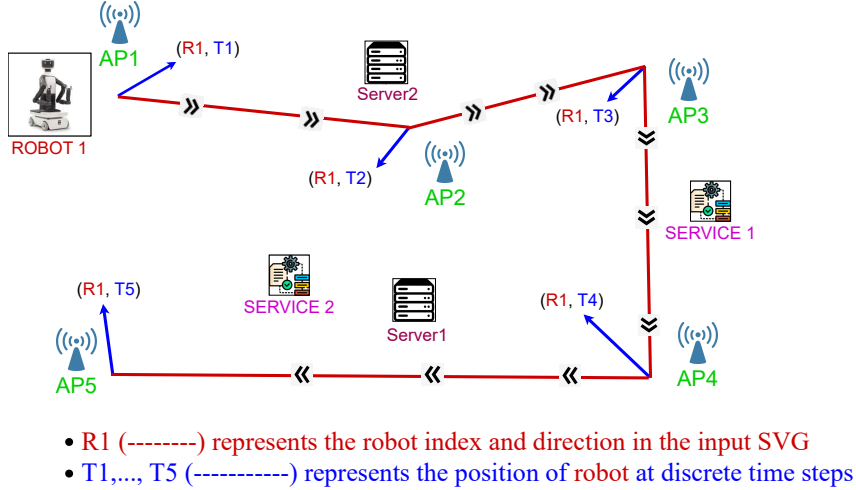 AP1
(R1, T1)
Server2
(R1, T3)
AP3
ROBOT 1
(R1, T2)
AP2
SERVICE 1
(R1, T5)
SERVICE 2
(R1, T4)
Server1
AP5
AP4
• R1 (--------) represents the robot index and direction in the input SVG
• T1,..., T5 (-----------) represents the position of robot at discrete time steps